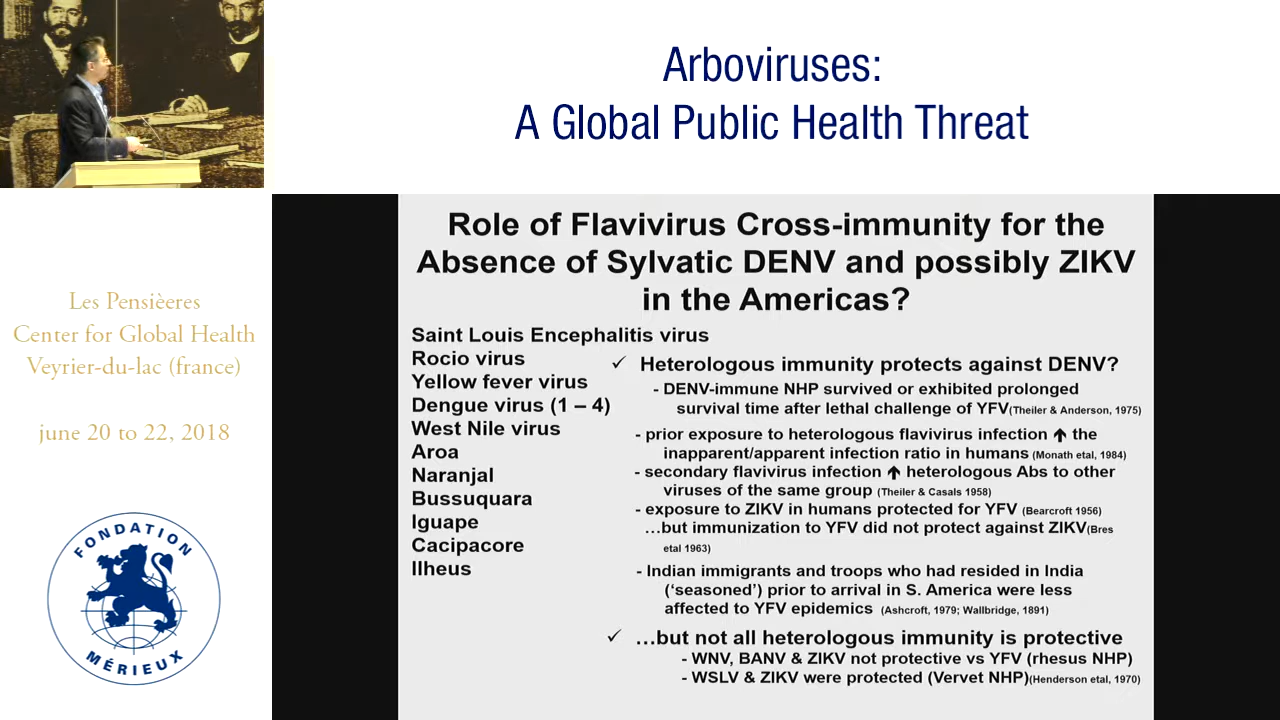 Arboviruses:
A Global Public Health Threat
Les Pensièeres
Center for Global Health
Veyrier-du-lac (france)
june 20 to 22, 2018
FONDATION
MÉRIEUX
Role of Flavivirus Cross-immunity for the
Absence of Sylvatic DENV and possibly ZIKV
in the Americas?
Saint Louis Encephalitis virus
Rocio virus
Yellow fever virus
Dengue virus (1 – 4)
West Nile virus
Aroa
Naranjal
Bussuquara
Iguape
Cacipacore
Ilheus
✓ Heterologous immunity protects against DENV?
- DENV-immune NHP survived or exhibited prolonged
survival time after lethal challenge of YFV(Theiler & Anderson, 1975)
- prior exposure to heterologous flavivirus infection ↑ the
inapparent/apparent infection ratio in humans (Monath etal, 1984)
- secondary flavivirus infection ↑ heterologous Abs to other
viruses of the same group (Theiler & Casals 1958)
- exposure to ZIKV in humans protected for YFV (Bearcroft 1956)
...but immunization to YFV did not protect against ZIKV(Bres
etal 1963)
- Indian immigrants and troops who had resided in India
(‘seasoned’) prior to arrival in S. America were less
affected to YFV epidemics (Ashcroft, 1979; Wallbridge, 1891)
✓ ...but not all heterologous immunity is protective
- WNV, BANV & ZIKV not protective vs YFV (rhesus NHP)
- WSLV & ZIKV were protected (Vervet NHP)(Henderson etal, 1970)